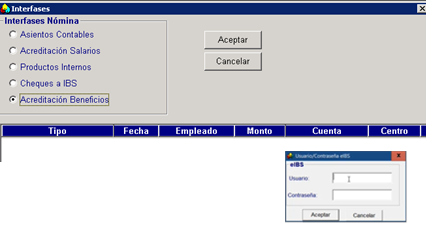 Interfases
Interfases Nómina
Asientos Contables
Acreditación Salarios
Productos Internos
Cheques a IBS
Acreditación Beneficios
Aceptar
Cancelar
Tipo Fecha Empleado Monto Cuenta Centro
Usuario/Contraseña eIBS
eIBS
Usuario:
Contraseña:
Aceptar Cancelar